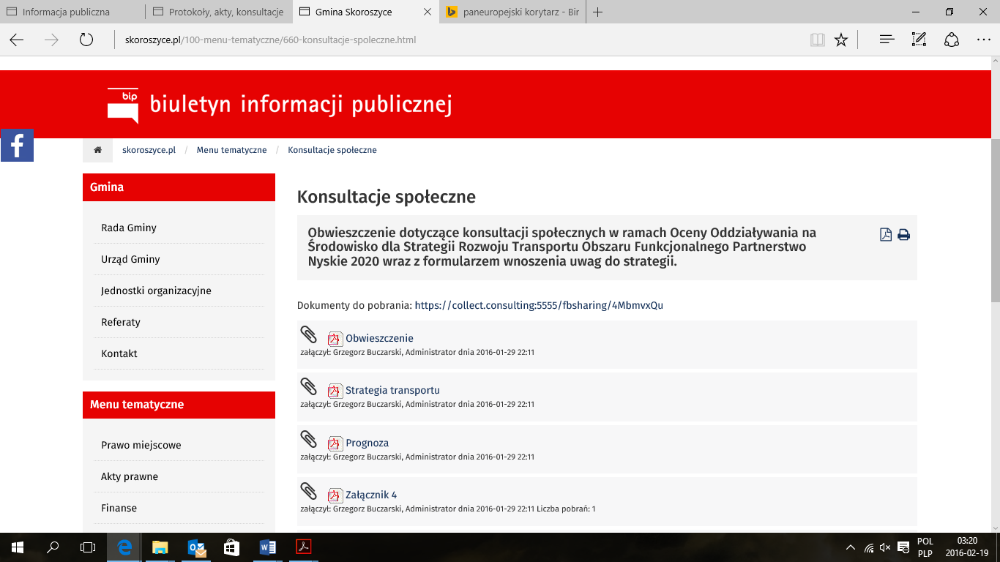 Informacja publiczna
Protokoły, akty, konsultacje
Gmina Skoroszyce
paneuropejski korytarz - Bir
skoroszyce.pl/100-menu-tematyczne/660-konsultacje-spoleczne.html
bip
biuletyn informacji publicznej
f
skoroszyce.pl / Menu tematyczne / Konsultacje społeczne
Gmina
Rada Gminy
Urząd Gminy
Jednostki organizacyjne
Referaty
Kontakt
Menu tematyczne
Prawo miejscowe
Akty prawne
Finanse
Konsultacje społeczne
Obwieszczenie dotyczące konsultacji społecznych w ramach Oceny Oddziaływania na
Środowisko dla Strategii Rozwoju Transportu Obszaru Funkcjonalnego Partnerstwo
Nyskie 2020 wraz z formularzem wnoszenia uwag do strategii.
Dokumenty do pobrania: https://collect.consulting:5555/fbsharing/4MbmvxQu
Obwieszczenie
załączył: Grzegorz Buczarski, Administrator dnia 2016-01-29 22:11
Strategia transportu
załączył: Grzegorz Buczarski, Administrator dnia 2016-01-29 22:11
Prognoza
załączył: Grzegorz Buczarski, Administrator dnia 2016-01-29 22:11
Załącznik 4
załączył: Grzegorz Buczarski, Administrator dnia 2016-01-29 22:11 Liczba pobrań: 1
POL
PLP
03:20
2016-02-19